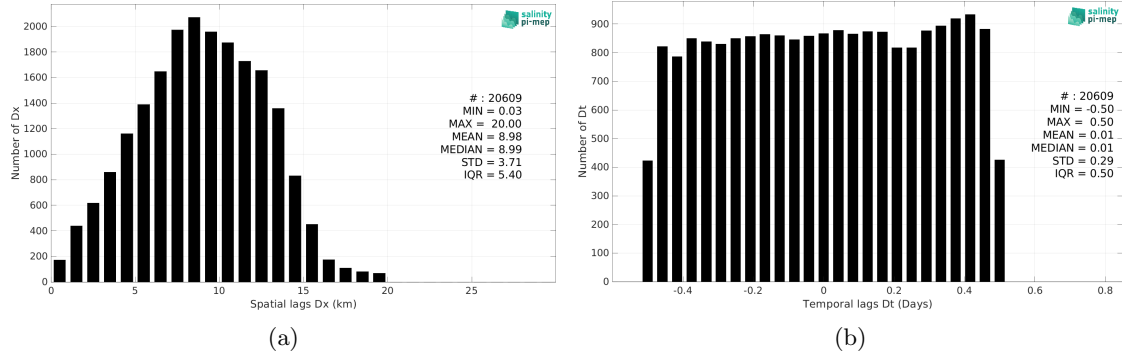 salinity
pi-mep
Number of Dx
2000
1800
1600
1400
1200
1000
800
600
400
200
0
# : 20609
MIN = 0.03
MAX = 20.00
MEAN = 8.98
MEDIAN = 8.99
STD = 3.71
IQR = 5.40
0 5 10 15 20 25
Spatial lags Dx (km)
(a)
salinity
pi-mep
Number of Dt
900
800
700
600
500
400
300
200
100
0
# : 20609
MIN = -0.50
MAX = 0.50
MEAN = 0.01
MEDIAN = 0.01
STD = 0.29
IQR = 0.50
-0.4 -0.2 0 0.2 0.4 0.6 0.8
Temporal lags Dt (Days)
(b)